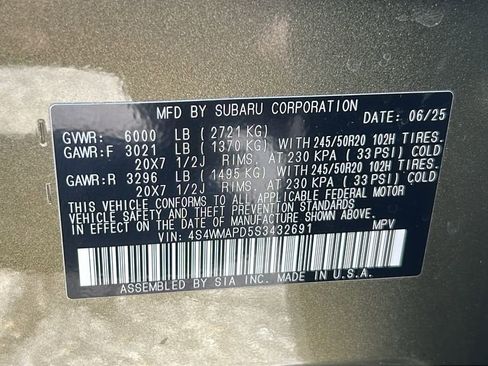 MFD BY SUBARU CORPORATION DATE: 06/25
GVWR: 6000 LB (2721 KG)
GAWR:F 3021 LB (1370 KG) WITH 245/50R20 102H TIRES.
20X7 1/2J RIMS. AT 230 KPA (33 PSI) COLD
GAWR:R 3296 LB (1495 KG) WITH 245/50R20 102H TIRES.
20X7 1/2J RIMS. AT 230 KPA (33 PSI) COLD
THIS VEHICLE CONFORMS TO ALL APPLICABLE FEDERAL MOTOR
VEHICLE SAFETY AND THEFT PREVENTION STANDARDS
IN EFFECT ON THE DATE OF MANUFACTURE SHOWN ABOVE.
VIN: 4S4WMAPD5S3432691 MPV
ASSEMBLED BY SIA INC. MADE IN U.S.A.